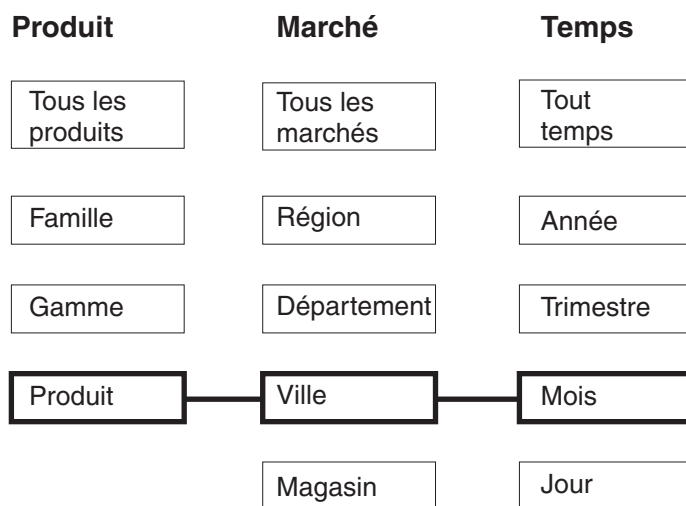 Produit Marché Temps
Tous les Tous les Tout
produits marchés temps
Famille Région Année
Gamme Département Trimestre
Produit Ville Mois
Magasin Jour